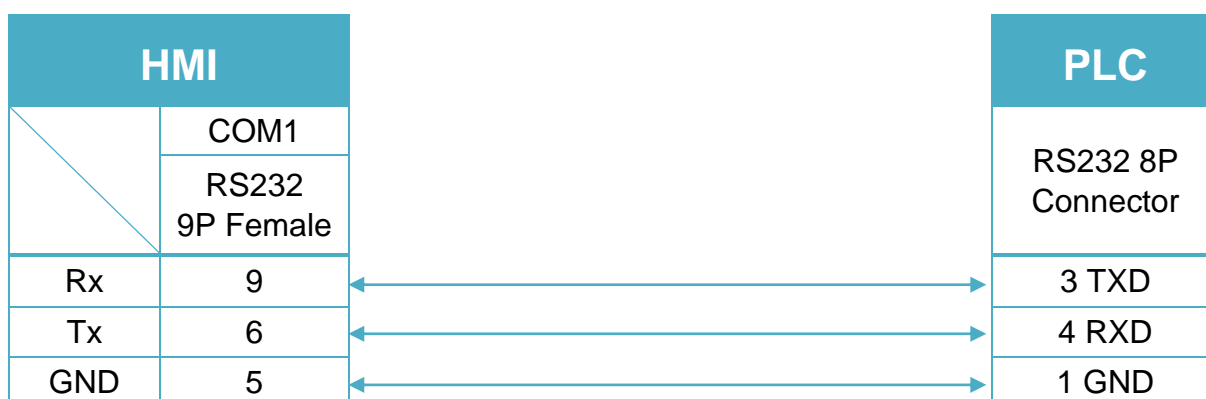 HMI
PLC
COM1
RS232
9P Female
RS232 8P
Connector
Rx 9 3 TXD
Tx 6 4 RXD
GND 5 1 GND